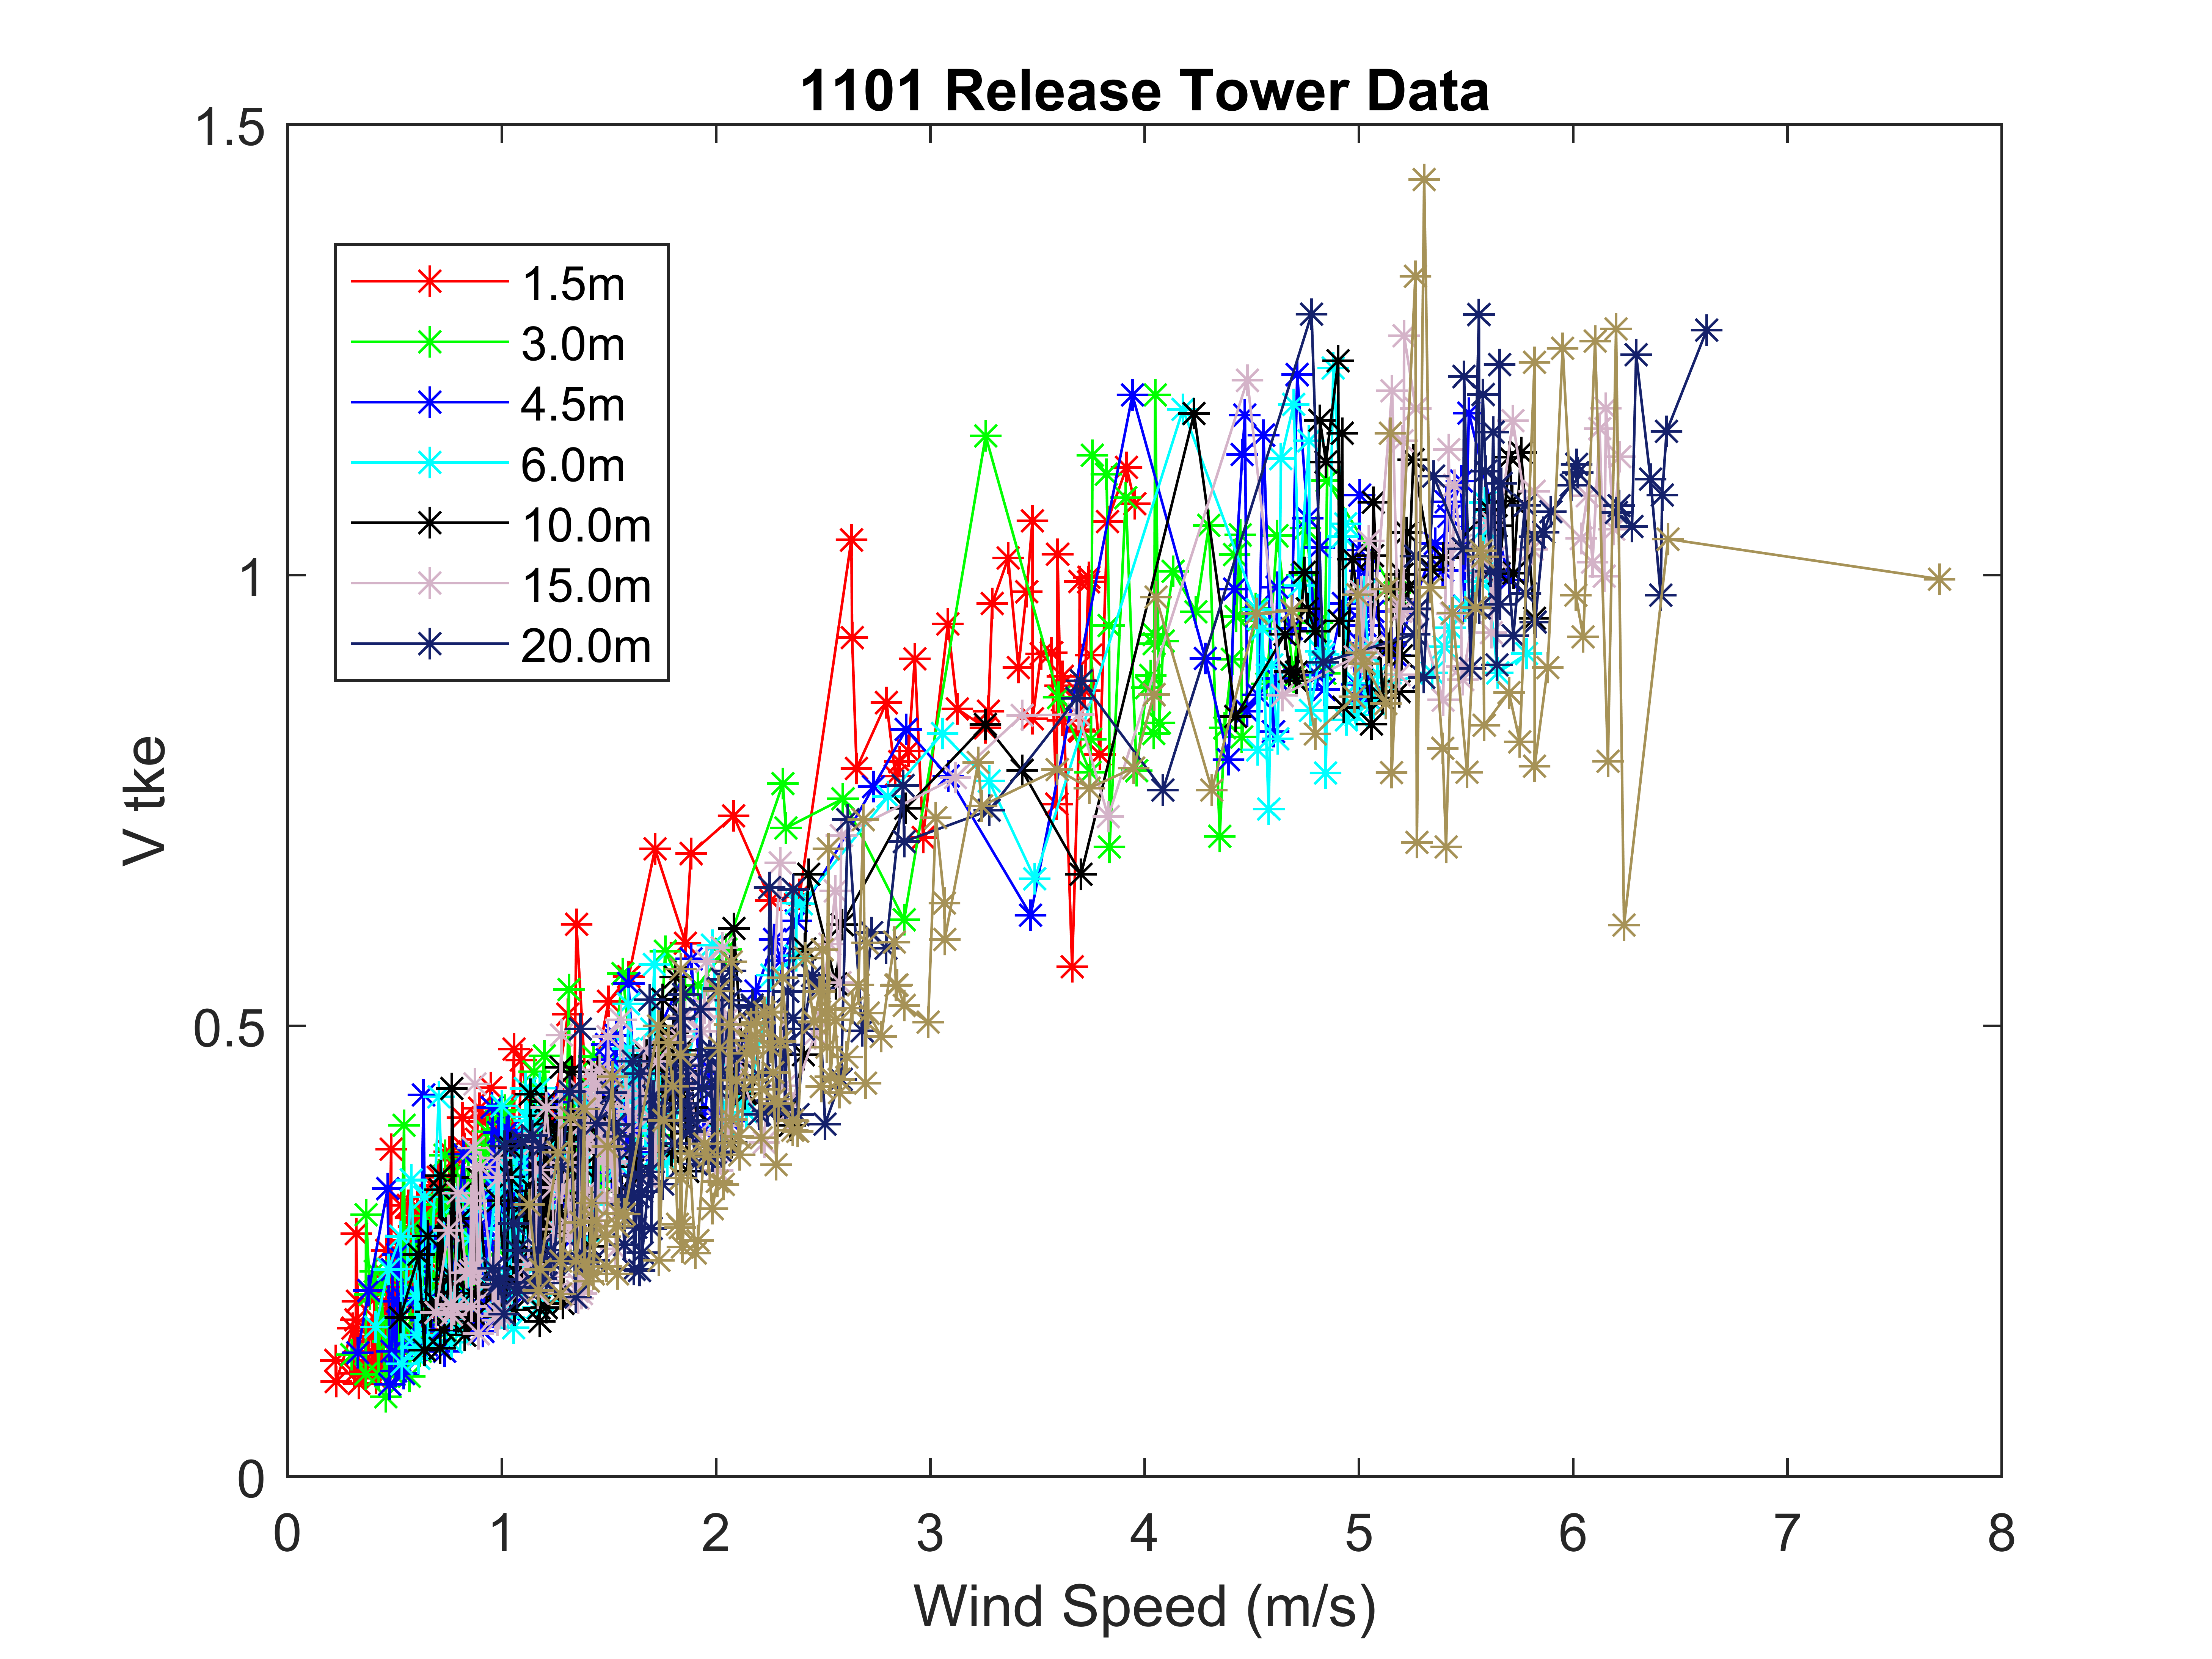 1101 Release Tower Data
1.5
1
0.5
0
V tke
1.5m
3.0m
4.5m
6.0m
10.0m
15.0m
20.0m
0 1 2 3 4 5 6 7 8
Wind Speed (m/s)